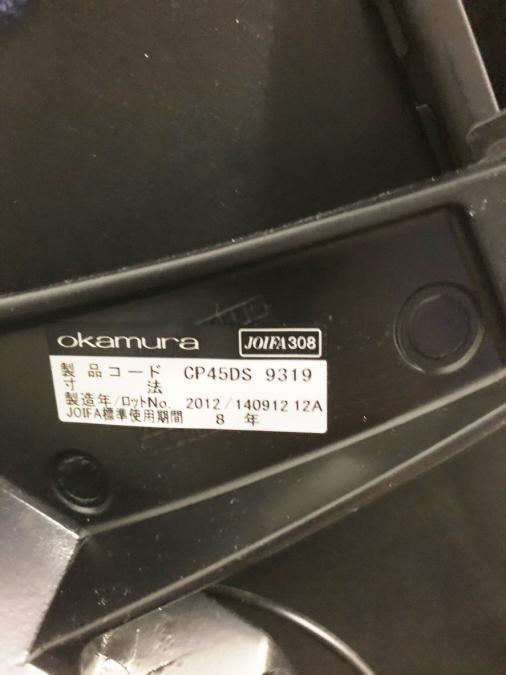 okamura JOIFA308
製品コード CP45DS 9319
寸法
製造年/ロットNo. 2012/140912 12A
JOIFA標準使用期間 8 年